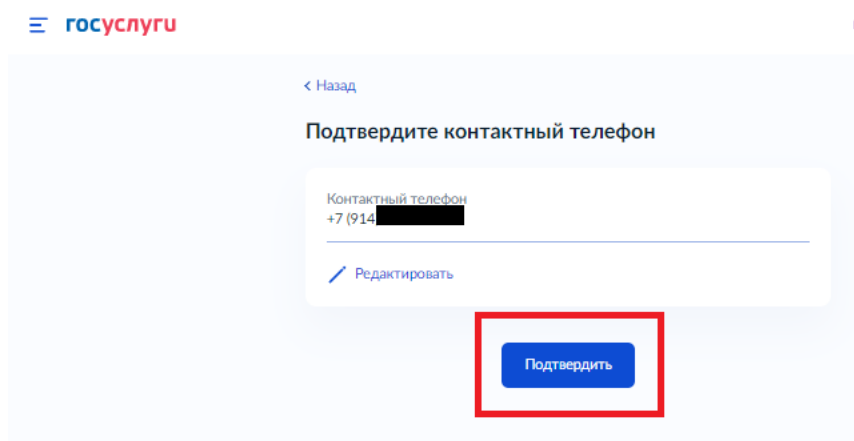 госуслуги
Назад
Подтвердите контактный телефон
Контактный телефон
+7 (914
Редактировать
Подтвердить